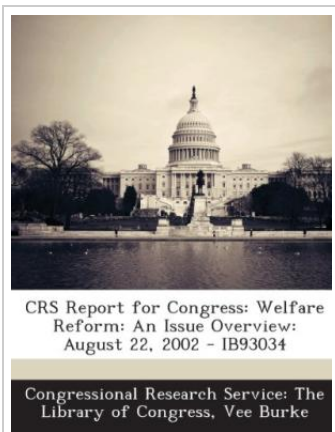 CRS Report for Congress: Welfare
Reform: An Issue Overview:
August 22, 2002 - IB93034
Congressional Research Service: The
Library of Congress, Vee Burke